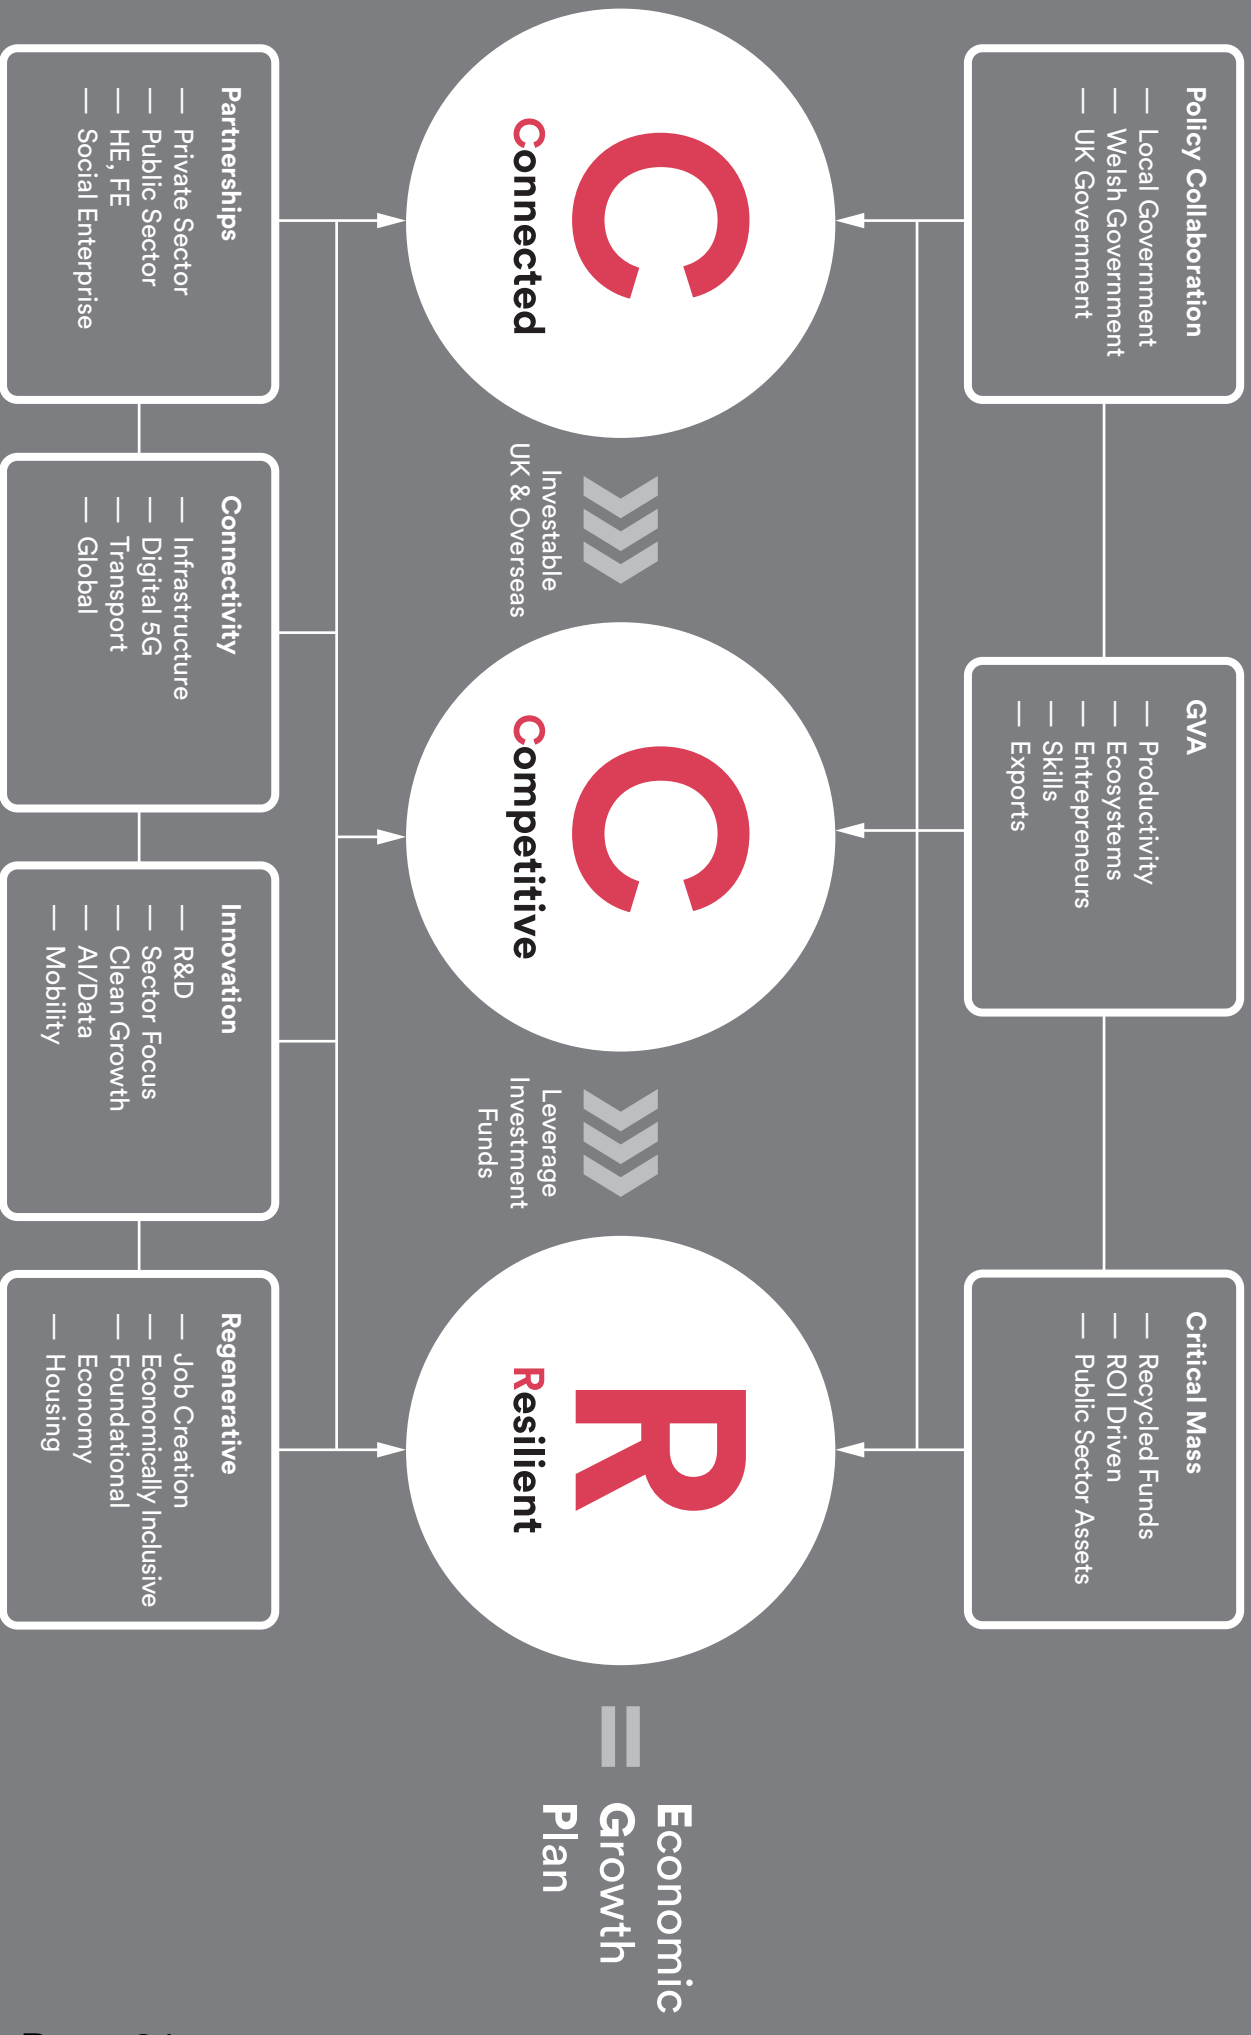 Policy Collaboration
— Local Government
— Welsh Government
— UK Government
GVA
— Productivity
— Ecosystems
— Entrepreneurs
— Skills
— Exports
Critical Mass
— Recycled Funds
— ROI Driven
— Public Sector Assets
C
Connected
Investable
UK & Overseas
C
Competitive
Leverage
Investment
Funds
R
Resilient
=
Economic
Growth
Plan
Partnerships
— Private Sector
— Public Sector
— HE, FE
— Social Enterprise
Connectivity
— Infrastructure
— Digital 5G
— Transport
— Global
Innovation
— R&D
— Sector Focus
— Clean Growth
— AI/Data
— Mobility
Regenerative
— Job Creation
— Economically Inclusive
— Foundational
Economy
— Housing